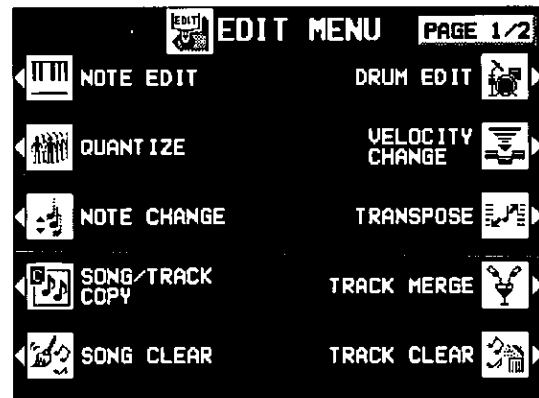 EDIT
EDIT MENU
PAGE 1/2
NOTE EDIT
DRUM EDIT
QUANTIZE
VELOCITY
CHANGE
NOTE CHANGE
TRANSPOSE
SONG/TRACK
COPY
TRACK MERGE
SONG CLEAR
TRACK CLEAR